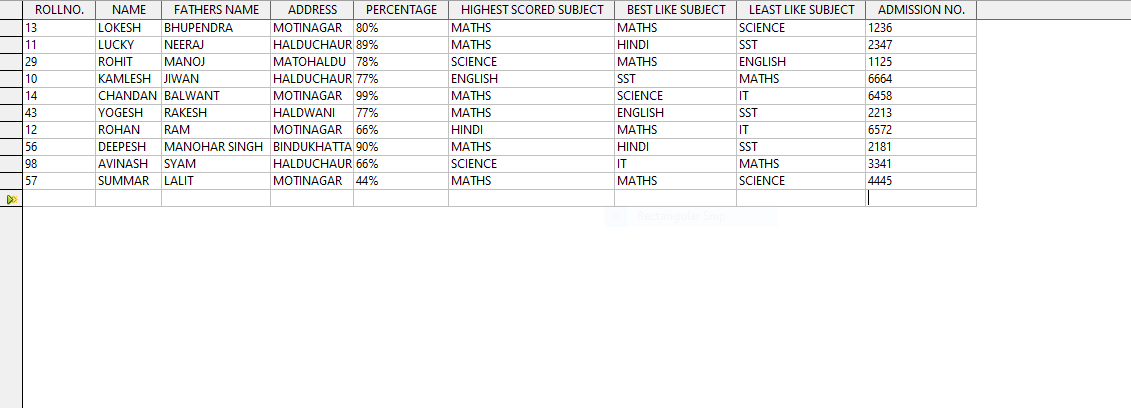 ROLLNO. NAME FATHERS NAME ADDRESS PERCENTAGE HIGHEST SCORED SUBJECT BEST LIKE SUBJECT LEAST LIKE SUBJECT ADMISSION NO.
13 LOKESH BHUPENDRA MOTINAGAR 80% MATHS MATHS SCIENCE 1236
11 LUCKY NEERAJ HALDUCHAUR 89% MATHS HINDI SST 2347
29 ROHIT MANOJ MATOHALDU 78% SCIENCE MATHS ENGLISH 1125
10 KAMLESH JIWAN HALDUCHAUR 77% ENGLISH SST MATHS 6664
14 CHANDAN BALWANT MOTINAGAR 99% MATHS SCIENCE IT 6458
43 YOGESH RAKESH HALDWANI 77% MATHS ENGLISH SST 2213
12 ROHAN RAM MOTINAGAR 66% HINDI MATHS IT 6572
56 DEEPESH MANOHAR SINGH BINDUKHATTA 90% MATHS HINDI SST 2181
98 AVINASH SYAM HALDUCHAUR 66% SCIENCE IT MATHS 3341
57 SUMMAR LALIT MOTINAGAR 44% MATHS MATHS SCIENCE 4445
Rectangular Snip